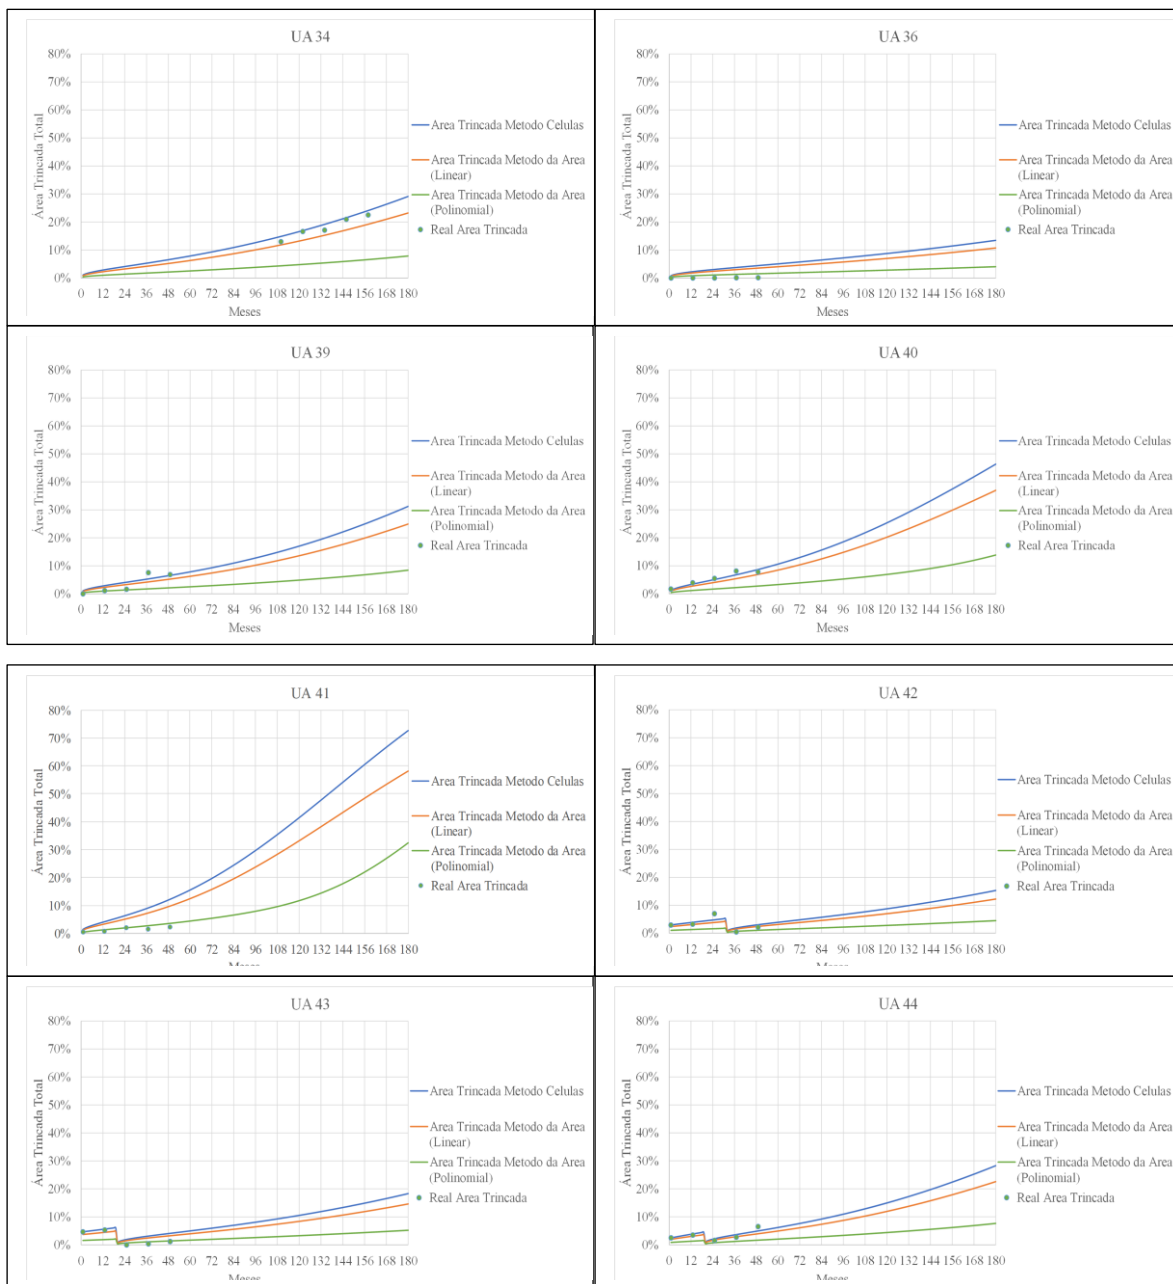 UA 34
80%
70%
60%
50%
40%
30%
20%
10%
0%
Área Trincada Total
0 12 24 36 48 60 72 84 96 108 120 132 144 156 168 180
Meses
Area Trincada Metodo Celulas
Area Trincada Metodo da Area
(Linear)
Area Trincada Metodo da Area
(Polinomial)
Real Area Trincada
UA 36
80%
70%
60%
50%
40%
30%
20%
10%
0%
Área Trincada Total
0 12 24 36 48 60 72 84 96 108 120 132 144 156 168 180
Meses
Area Trincada Metodo Celulas
Area Trincada Metodo da Area
(Linear)
Area Trincada Metodo da Area
(Polinomial)
Real Area Trincada
UA 39
80%
70%
60%
50%
40%
30%
20%
10%
0%
Área Trincada Total
0 12 24 36 48 60 72 84 96 108 120 132 144 156 168 180
Meses
Area Trincada Metodo Celulas
Area Trincada Metodo da Area
(Linear)
Area Trincada Metodo da Area
(Polinomial)
Real Area Trincada
UA 40
80%
70%
60%
50%
40%
30%
20%
10%
0%
Área Trincada Total
0 12 24 36 48 60 72 84 96 108 120 132 144 156 168 180
Meses
Area Trincada Metodo Celulas
Area Trincada Metodo da Area
(Linear)
Area Trincada Metodo da Area
(Polinomial)
Real Area Trincada
UA 41
80%
70%
60%
50%
40%
30%
20%
10%
0%
Área Trincada Total
0 12 24 36 48 60 72 84 96 108 120 132 144 156 168 180
Meses
Area Trincada Metodo Celulas
Area Trincada Metodo da Area
(Linear)
Area Trincada Metodo da Area
(Polinomial)
Real Area Trincada
UA 42
80%
70%
60%
50%
40%
30%
20%
10%
0%
Área Trincada Total
0 12 24 36 48 60 72 84 96 108 120 132 144 156 168 180
Meses
Area Trincada Metodo Celulas
Area Trincada Metodo da Area
(Linear)
Area Trincada Metodo da Area
(Polinomial)
Real Area Trincada
UA 43
80%
70%
60%
50%
40%
30%
20%
10%
0%
Área Trincada Total
0 12 24 36 48 60 72 84 96 108 120 132 144 156 168 180
Meses
Area Trincada Metodo Celulas
Area Trincada Metodo da Area
(Linear)
Area Trincada Metodo da Area
(Polinomial)
Real Area Trincada
UA 44
80%
70%
60%
50%
40%
30%
20%
10%
0%
Área Trincada Total
0 12 24 36 48 60 72 84 96 108 120 132 144 156 168 180
Meses
Area Trincada Metodo Celulas
Area Trincada Metodo da Area
(Linear)
Area Trincada Metodo da Area
(Polinomial)
Real Area Trincada